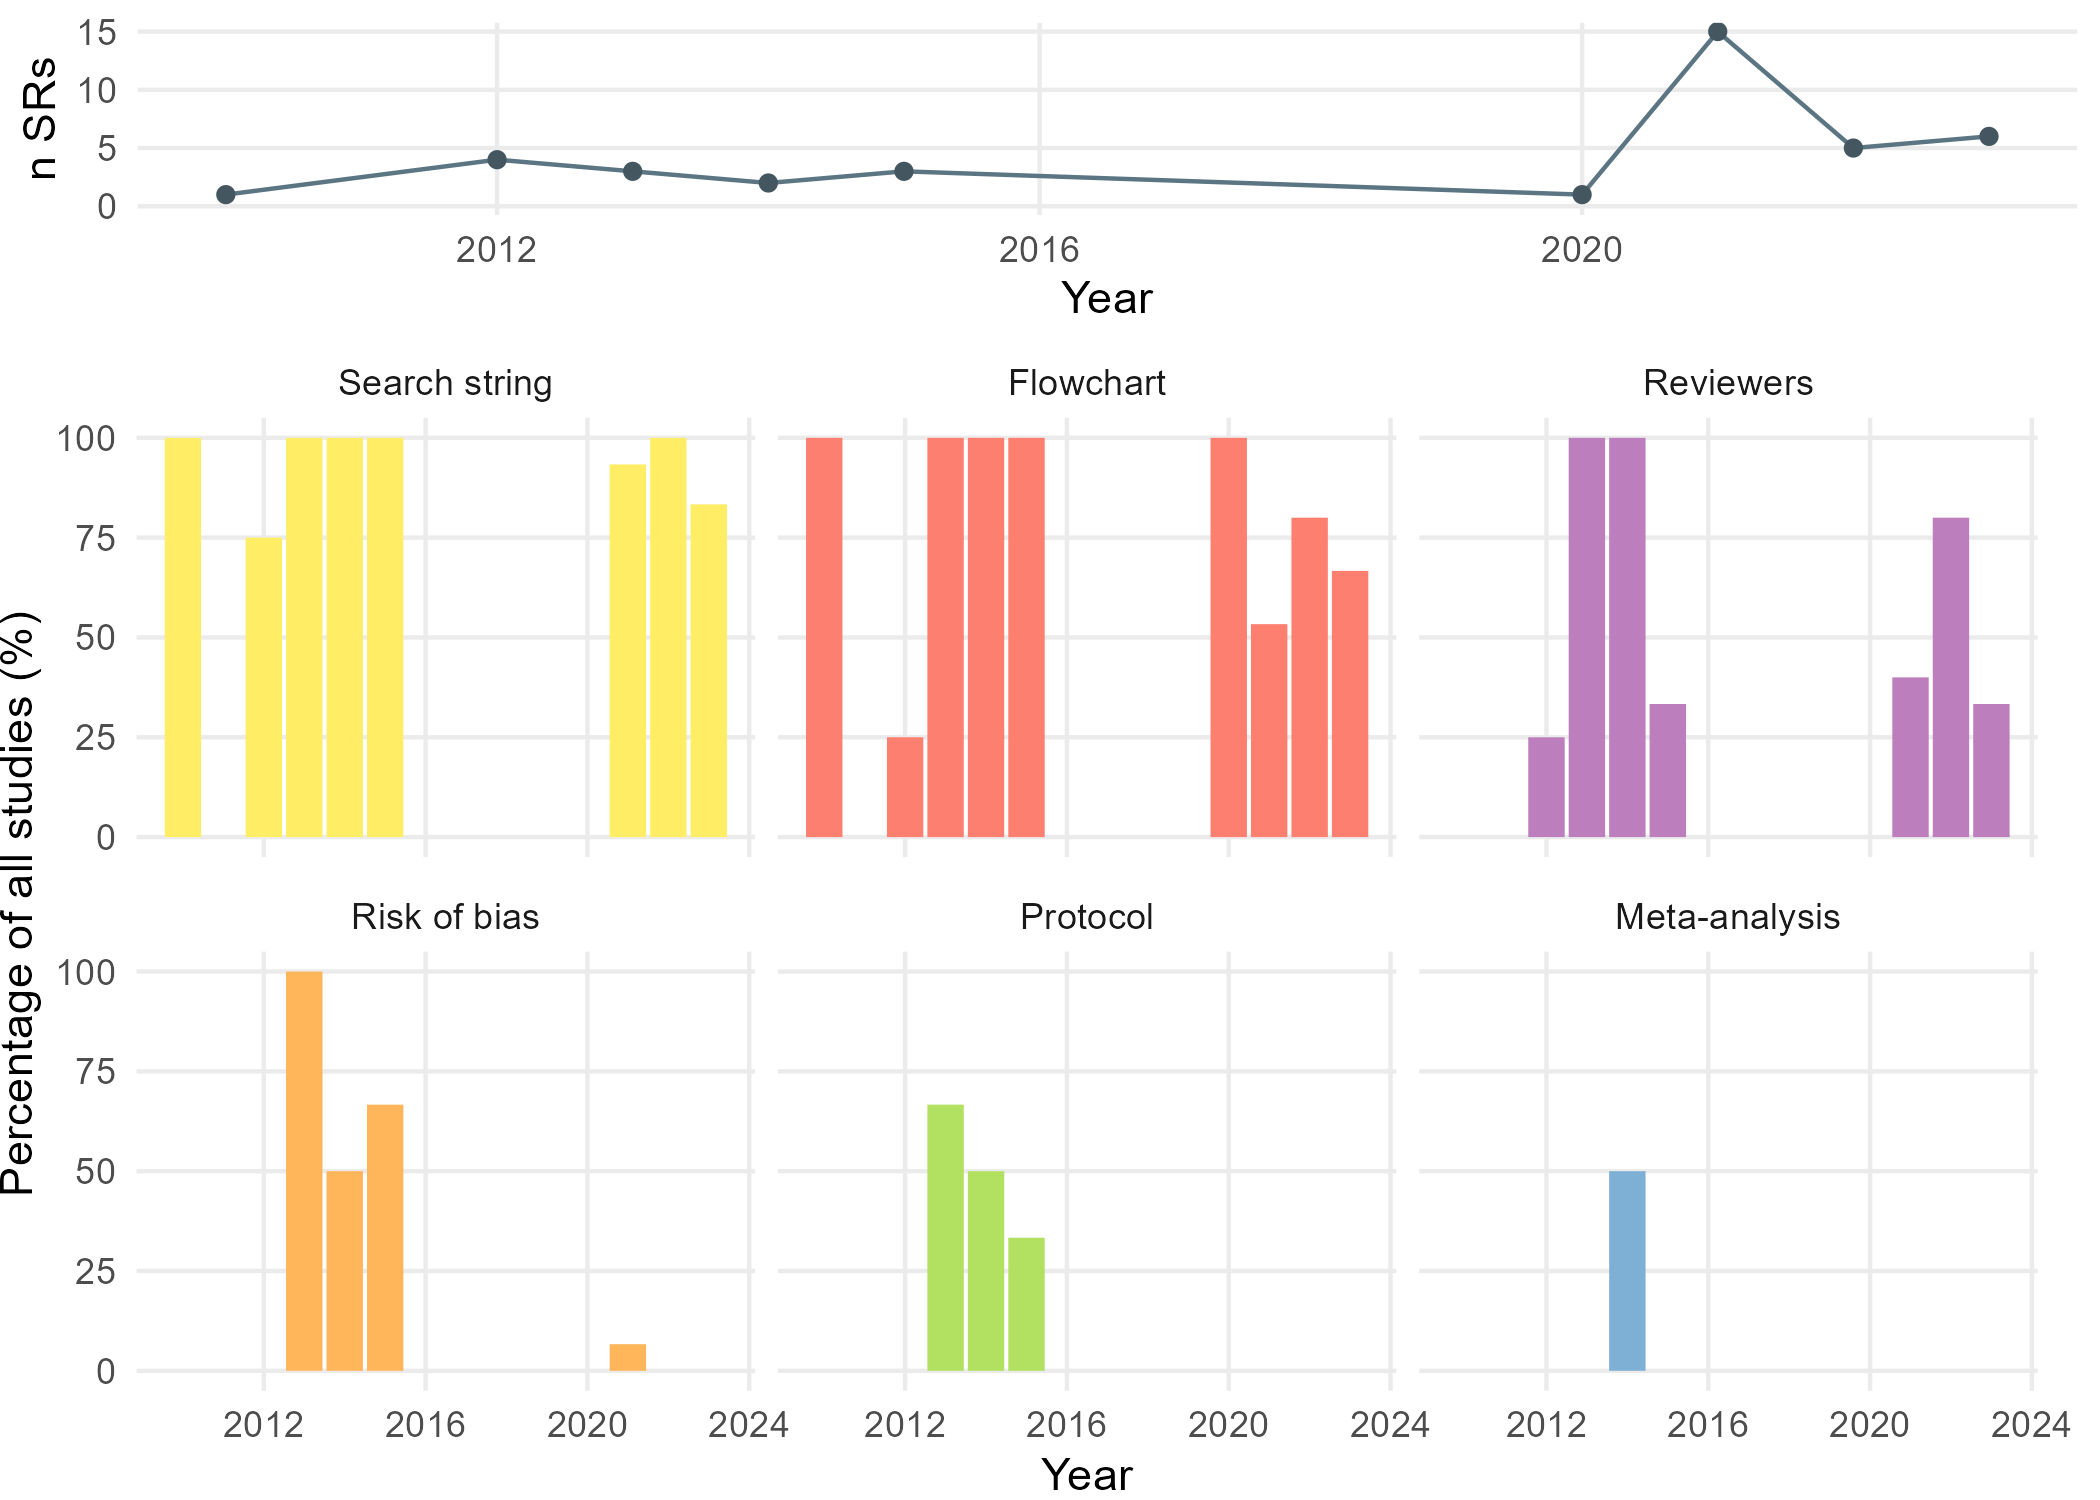 n SRs
15
10
5
0
2012 2016 2020
Year
Search string Flowchart Reviewers
100
75
50
25
0
Percentage of all studies (%)
Risk of bias Protocol Meta-analysis
100
75
50
25
0
2012 2016 2020 2024 2012 2016 2020 2024 2012 2016 2020 2024
Year